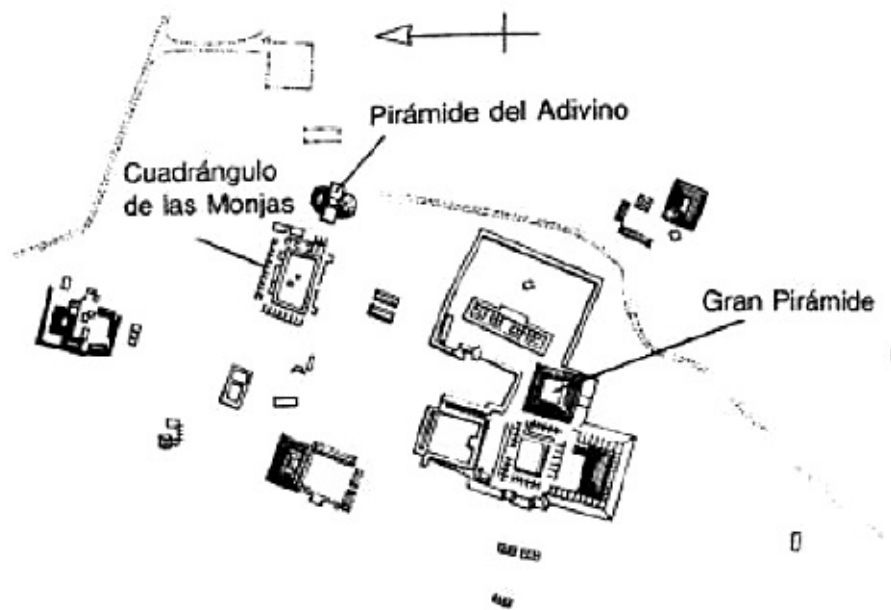 Pirámide del Adivino
Cuadrángulo
de las Monjas
Gran Pirámide